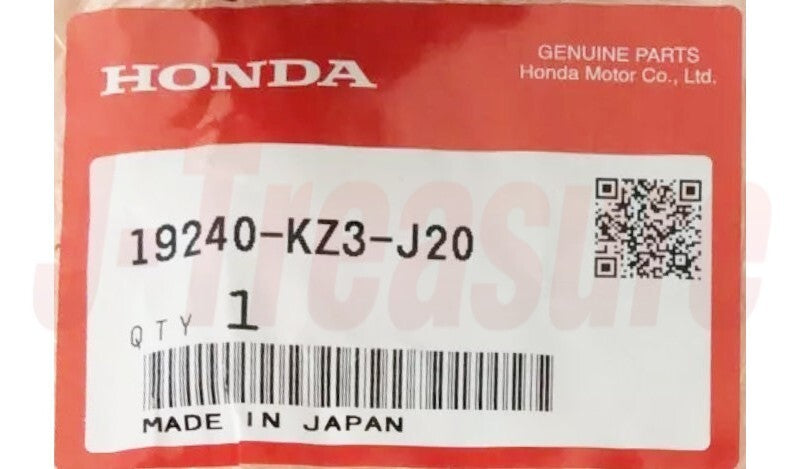 HONDA
GENUINE PARTS
Honda Motor Co., Ltd.
19240-KZ3-J20
QTY 1
MADE IN JAPAN
J-Treasure